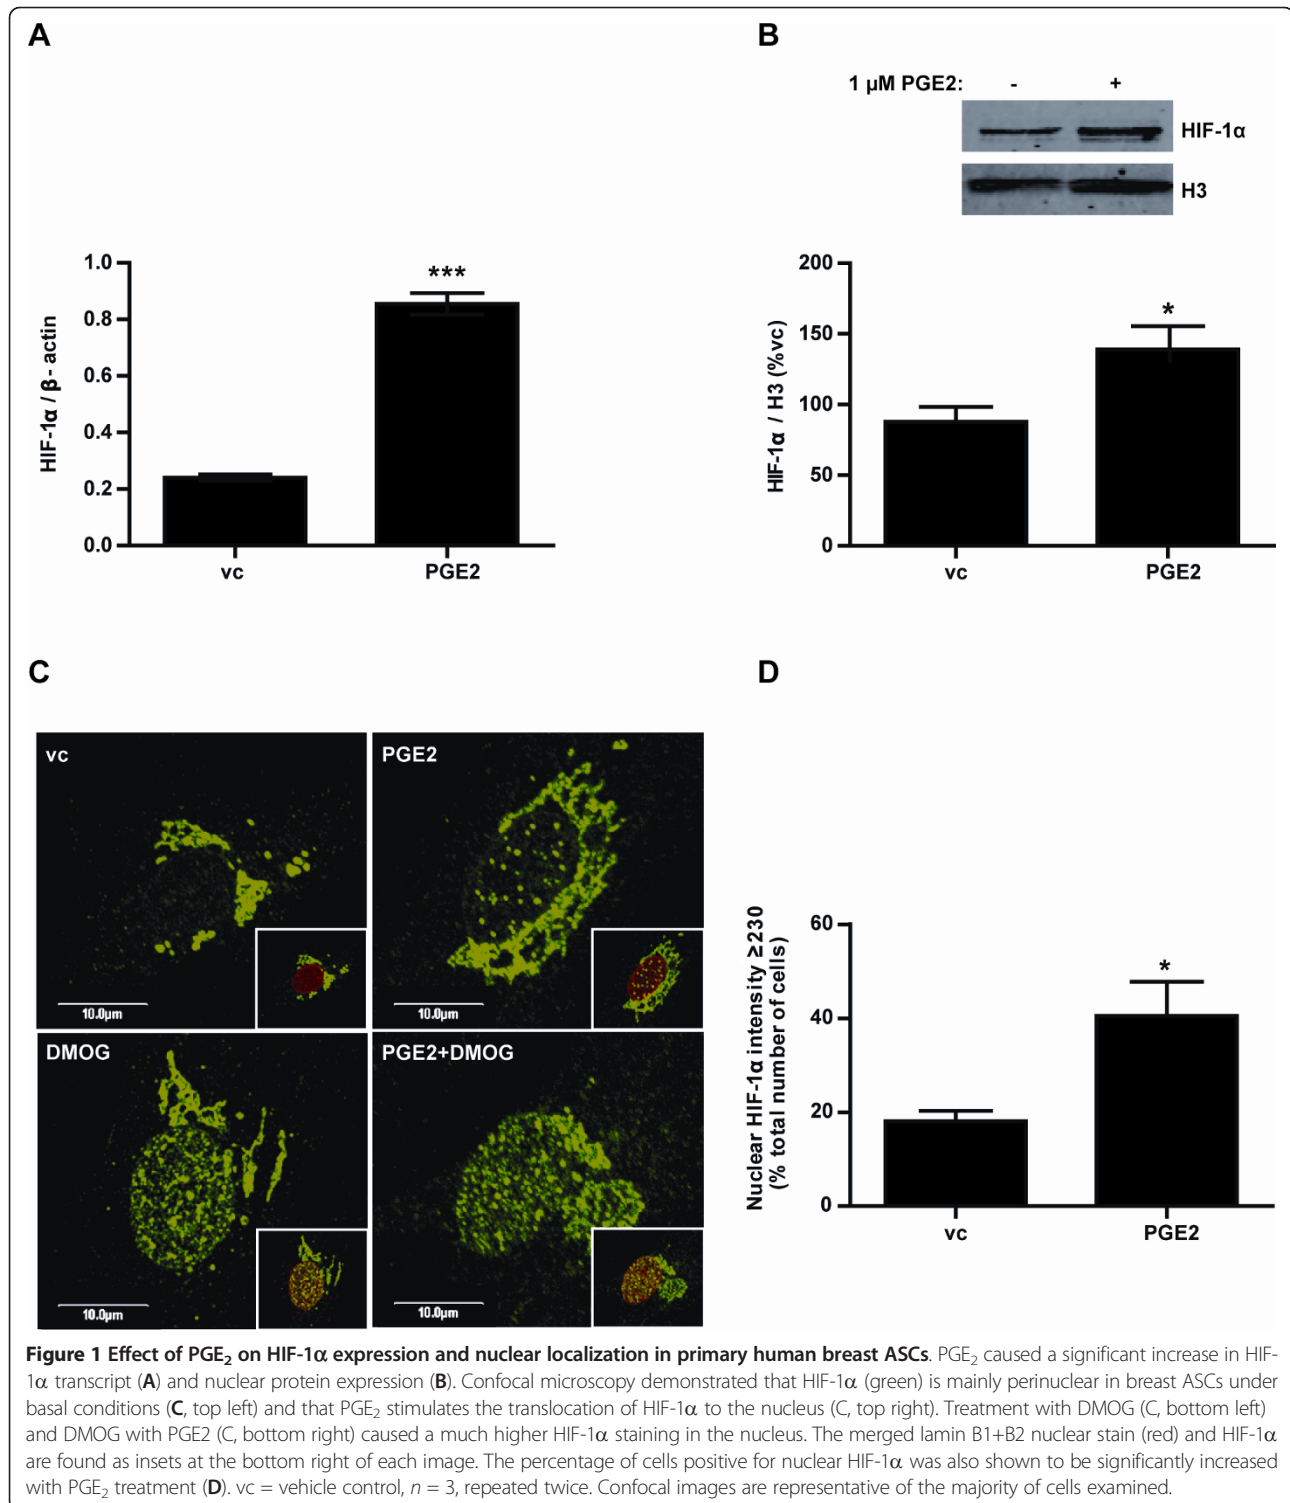 A
HIF-1α / β- actin
1.0
0.8
0.6
0.4
0.2
0.0
***
vc
PGE2
B
1 μM PGE2: - +
HIF-1α
H3
HIF-1α / H3 (%vc)
200
150
100
50
0
*
vc
PGE2
C
vc
10.0μm
PGE2
10.0μm
DMOG
10.0μm
PGE2+DMOG
10.0μm
D
Nuclear HIF-1α intensity ≥230
(% total number of cells)
60
40
20
0
*
vc
PGE2
Figure 1 Effect of PGE₂ on HIF-1α expression and nuclear localization in primary human breast ASCs. PGE₂ caused a significant increase in HIF-
1α transcript (A) and nuclear protein expression (B). Confocal microscopy demonstrated that HIF-1α (green) is mainly perinuclear in breast ASCs under
basal conditions (C, top left) and that PGE₂ stimulates the translocation of HIF-1α to the nucleus (C, top right). Treatment with DMOG (C, bottom left)
and DMOG with PGE2 (C, bottom right) caused a much higher HIF-1α staining in the nucleus. The merged lamin B1+B2 nuclear stain (red) and HIF-1α
are found as insets at the bottom right of each image. The percentage of cells positive for nuclear HIF-1α was also shown to be significantly increased
with PGE₂ treatment (D). vc = vehicle control, n = 3, repeated twice. Confocal images are representative of the majority of cells examined.